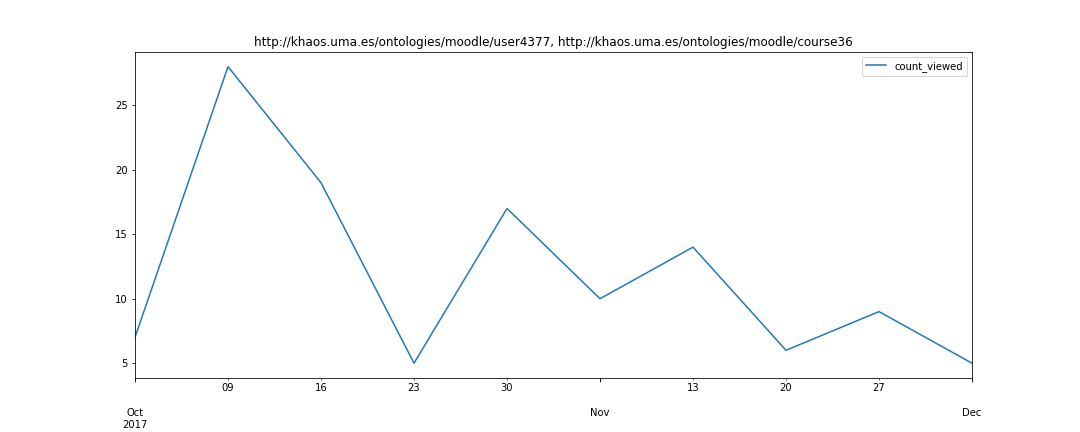 http://khaos.uma.es/ontologies/moodle/user4377, http://khaos.uma.es/ontologies/moodle/course36
count_viewed
25
20
15
10
5
09 16 23 30 13 20 27
Oct Nov Dec
2017